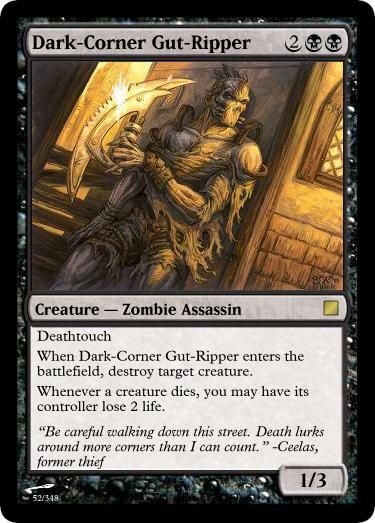 Dark-Corner Gut-Ripper 2
Creature — Zombie Assassin
Deathtouch
When Dark-Corner Gut-Ripper enters the
battlefield, destroy target creature.
Whenever a creature dies, you may have its
controller lose 2 life.
“Be careful walking down this street. Death lurks
around more corners than I can count.” -Geelas,
former thief
1/3
52/348